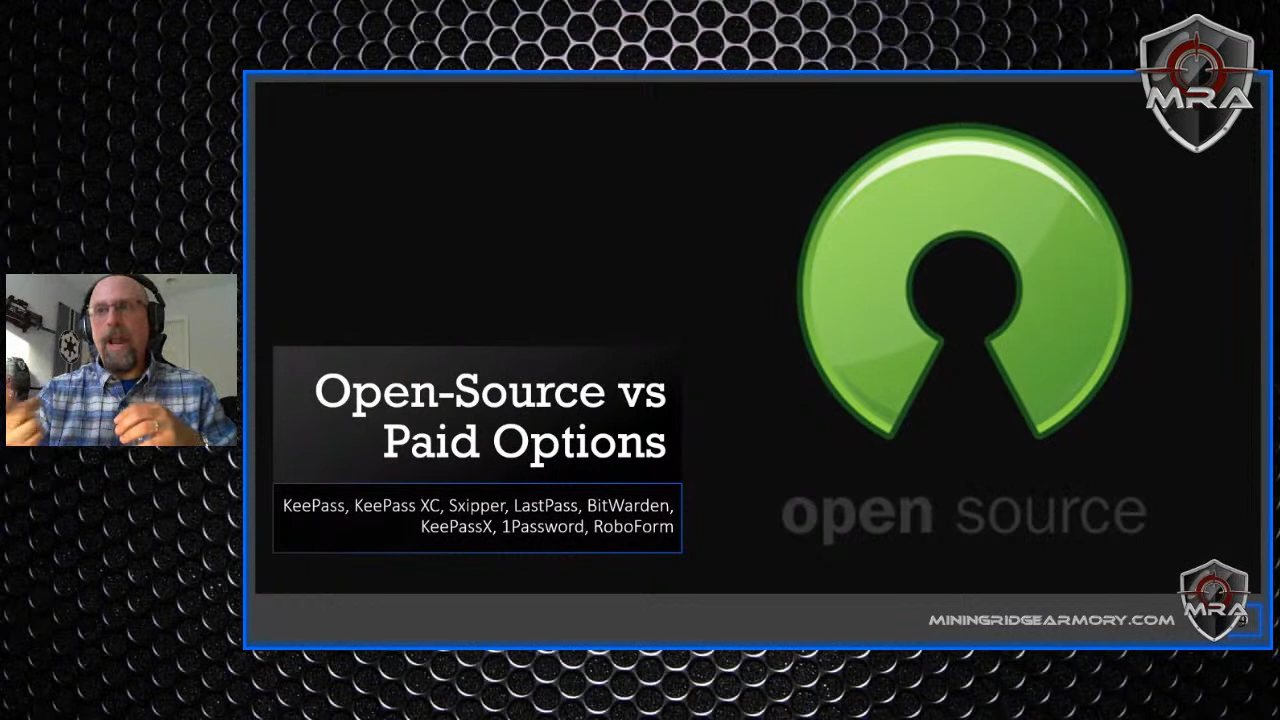 MRA
Open-Source vs
Paid Options
KeePass, KeePass XC, Sxipper, LastPass, BitWarden,
KeePassX, 1Password, RoboForm
open source
MININGRIDGEARMORY.COM
MRA
9